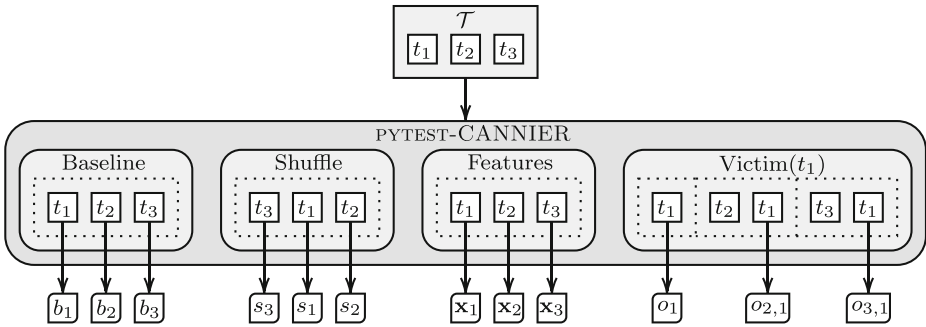 𝒯
t₁ t₂ t₃
PYTEST-CANNIER
Baseline Shuffle Features Victim(t₁)
t₁ t₂ t₃ t₃ t₁ t₂ t₁ t₂ t₃ t₁ t₂ t₁ t₃ t₁
b₁ b₂ b₃ s₃ s₁ s₂ x₁ x₂ x₃ o₁ o₂,₁ o₃,₁